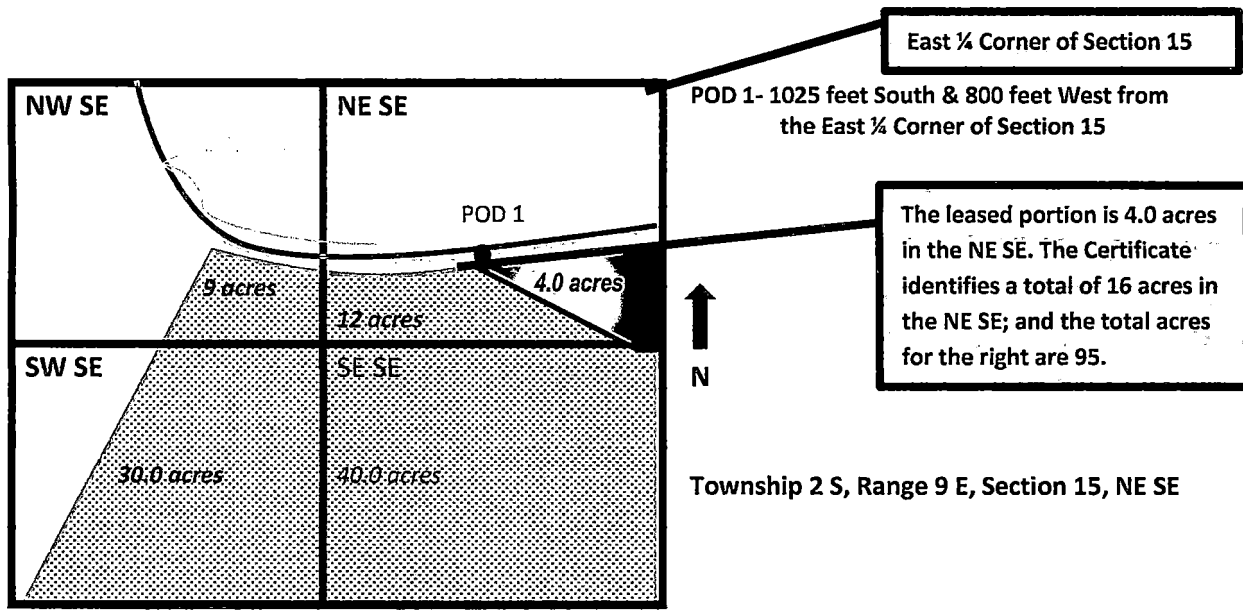 East ¼ Corner of Section 15
NW SE
NE SE
POD 1- 1025 feet South & 800 feet West from
the East ¼ Corner of Section 15
POD 1
The leased portion is 4.0 acres
in the NE SE. The Certificate
identifies a total of 16 acres in
the NE SE; and the total acres
for the right are 95.
4.0 acres
9 acres
12 acres
SW SE
SE SE
N
30.0 acres
40.0 acres
Township 2 S, Range 9 E, Section 15, NE SE